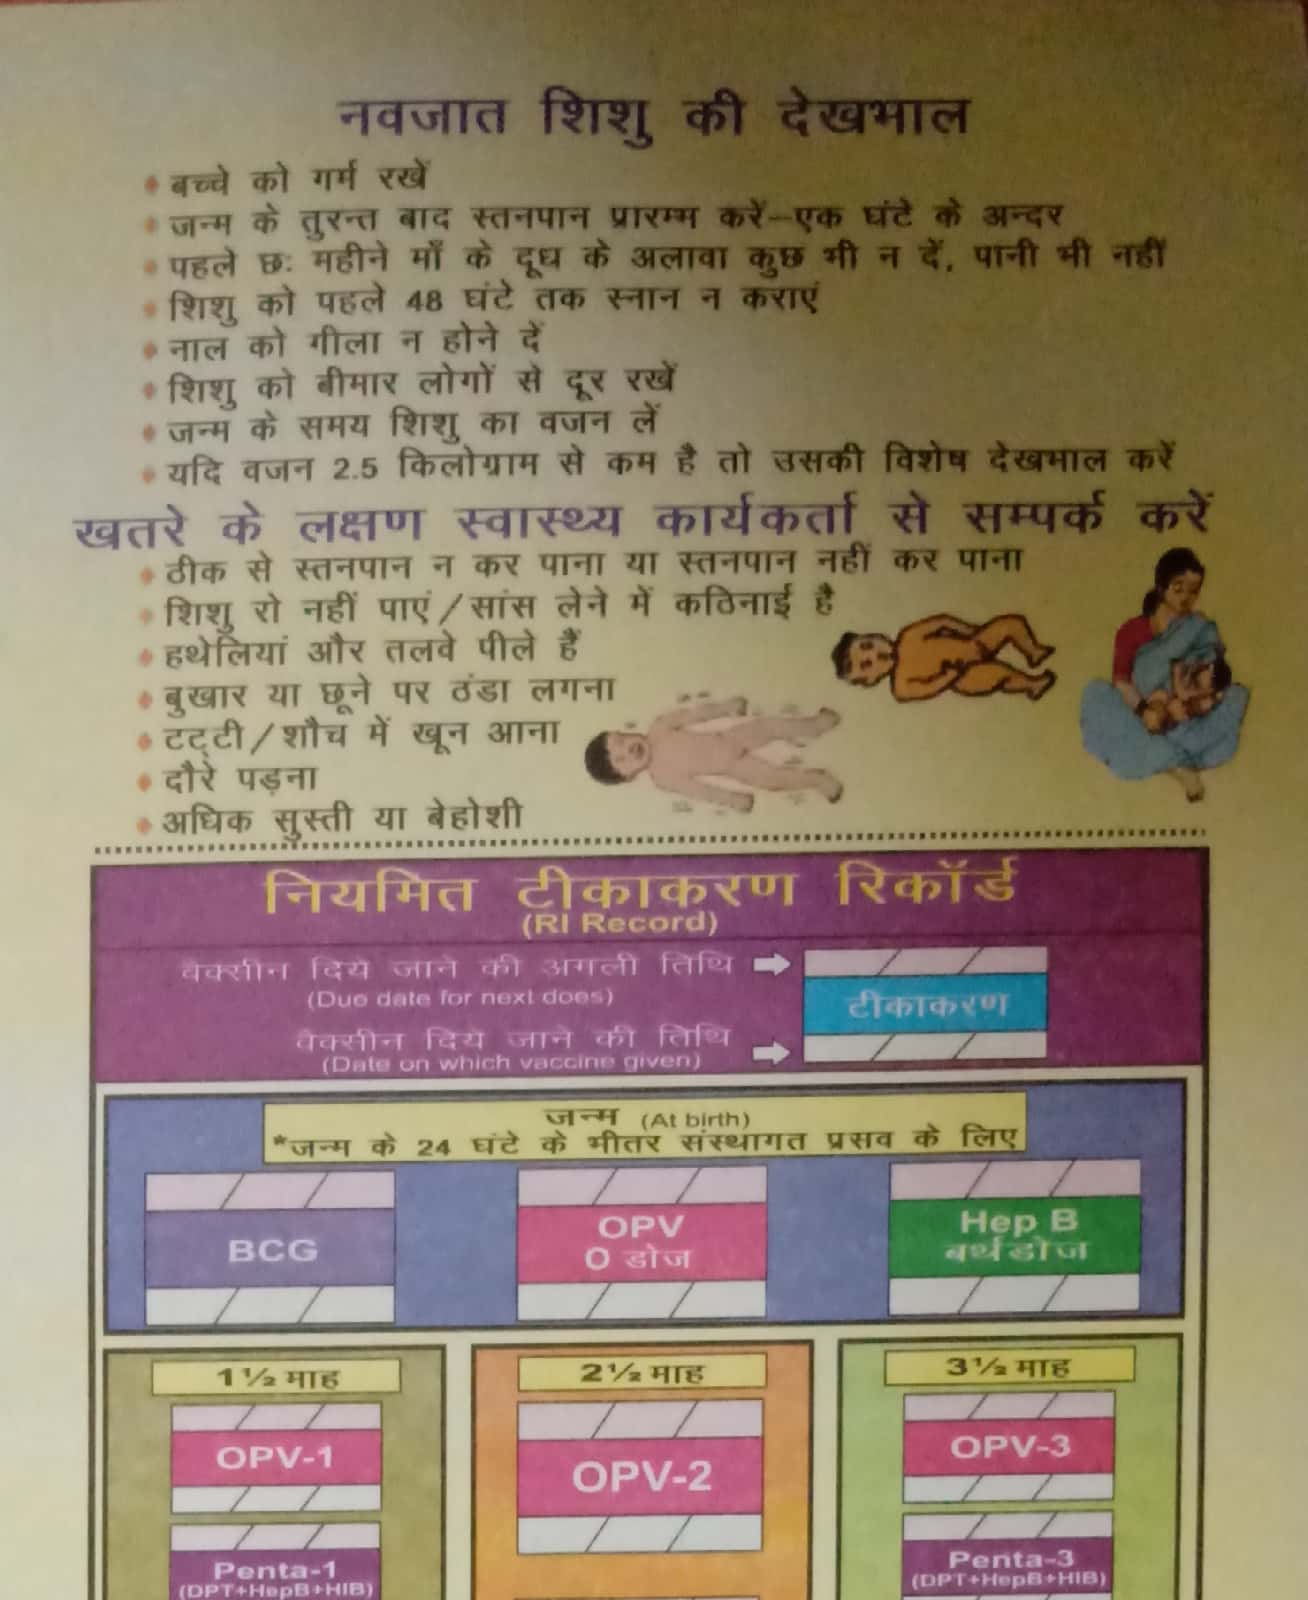 नवजात शिशु की देखभाल
बच्चे को गर्म रखें
जन्म के तुरन्त बाद स्तनपान प्रारम्भ करें–एक घंटे के अन्दर
पहले छः महीने माँ के दूध के अलावा कुछ भी न दें, पानी भी नहीं
शिशु को पहले 48 घंटे तक स्नान न कराएं
नाल को गीला न होने दें
शिशु को बीमार लोगों से दूर रखें
जन्म के समय शिशु का वजन लें
यदि वजन 2.5 किलोग्राम से कम है तो उसकी विशेष देखभाल करें
खतरे के लक्षण स्वास्थ्य कार्यकर्ता से सम्पर्क करें
ठीक से स्तनपान न कर पाना या स्तनपान नहीं कर पाना
शिशु रो नहीं पाएं/सांस लेने में कठिनाई है
हथेलियां और तलवे पीले हैं
बुखार या छूने पर ठंडा लगना
टट्टी/शौच में खून आना
दौरे पड़ना
अधिक सुस्ती या बेहोशी
नियमित टीकाकरण रिकॉर्ड
(RI Record)
वैक्सीन दिये जाने की अगली तिथि
(Due date for next does)
टीकाकरण
वैक्सीन दिये जाने की तिथि
(Date on which vaccine given)
जन्म (At birth)
*जन्म के 24 घंटे के भीतर संस्थागत प्रसव के लिए
BCG
OPV
0 डोज
Hep B
बर्थडोज
1½ माह
2½ माह
3½ माह
OPV-1
OPV-2
OPV-3
Penta-1
(DPT+HepB+HIB)
Penta-3
(DPT+HepB+HIB)